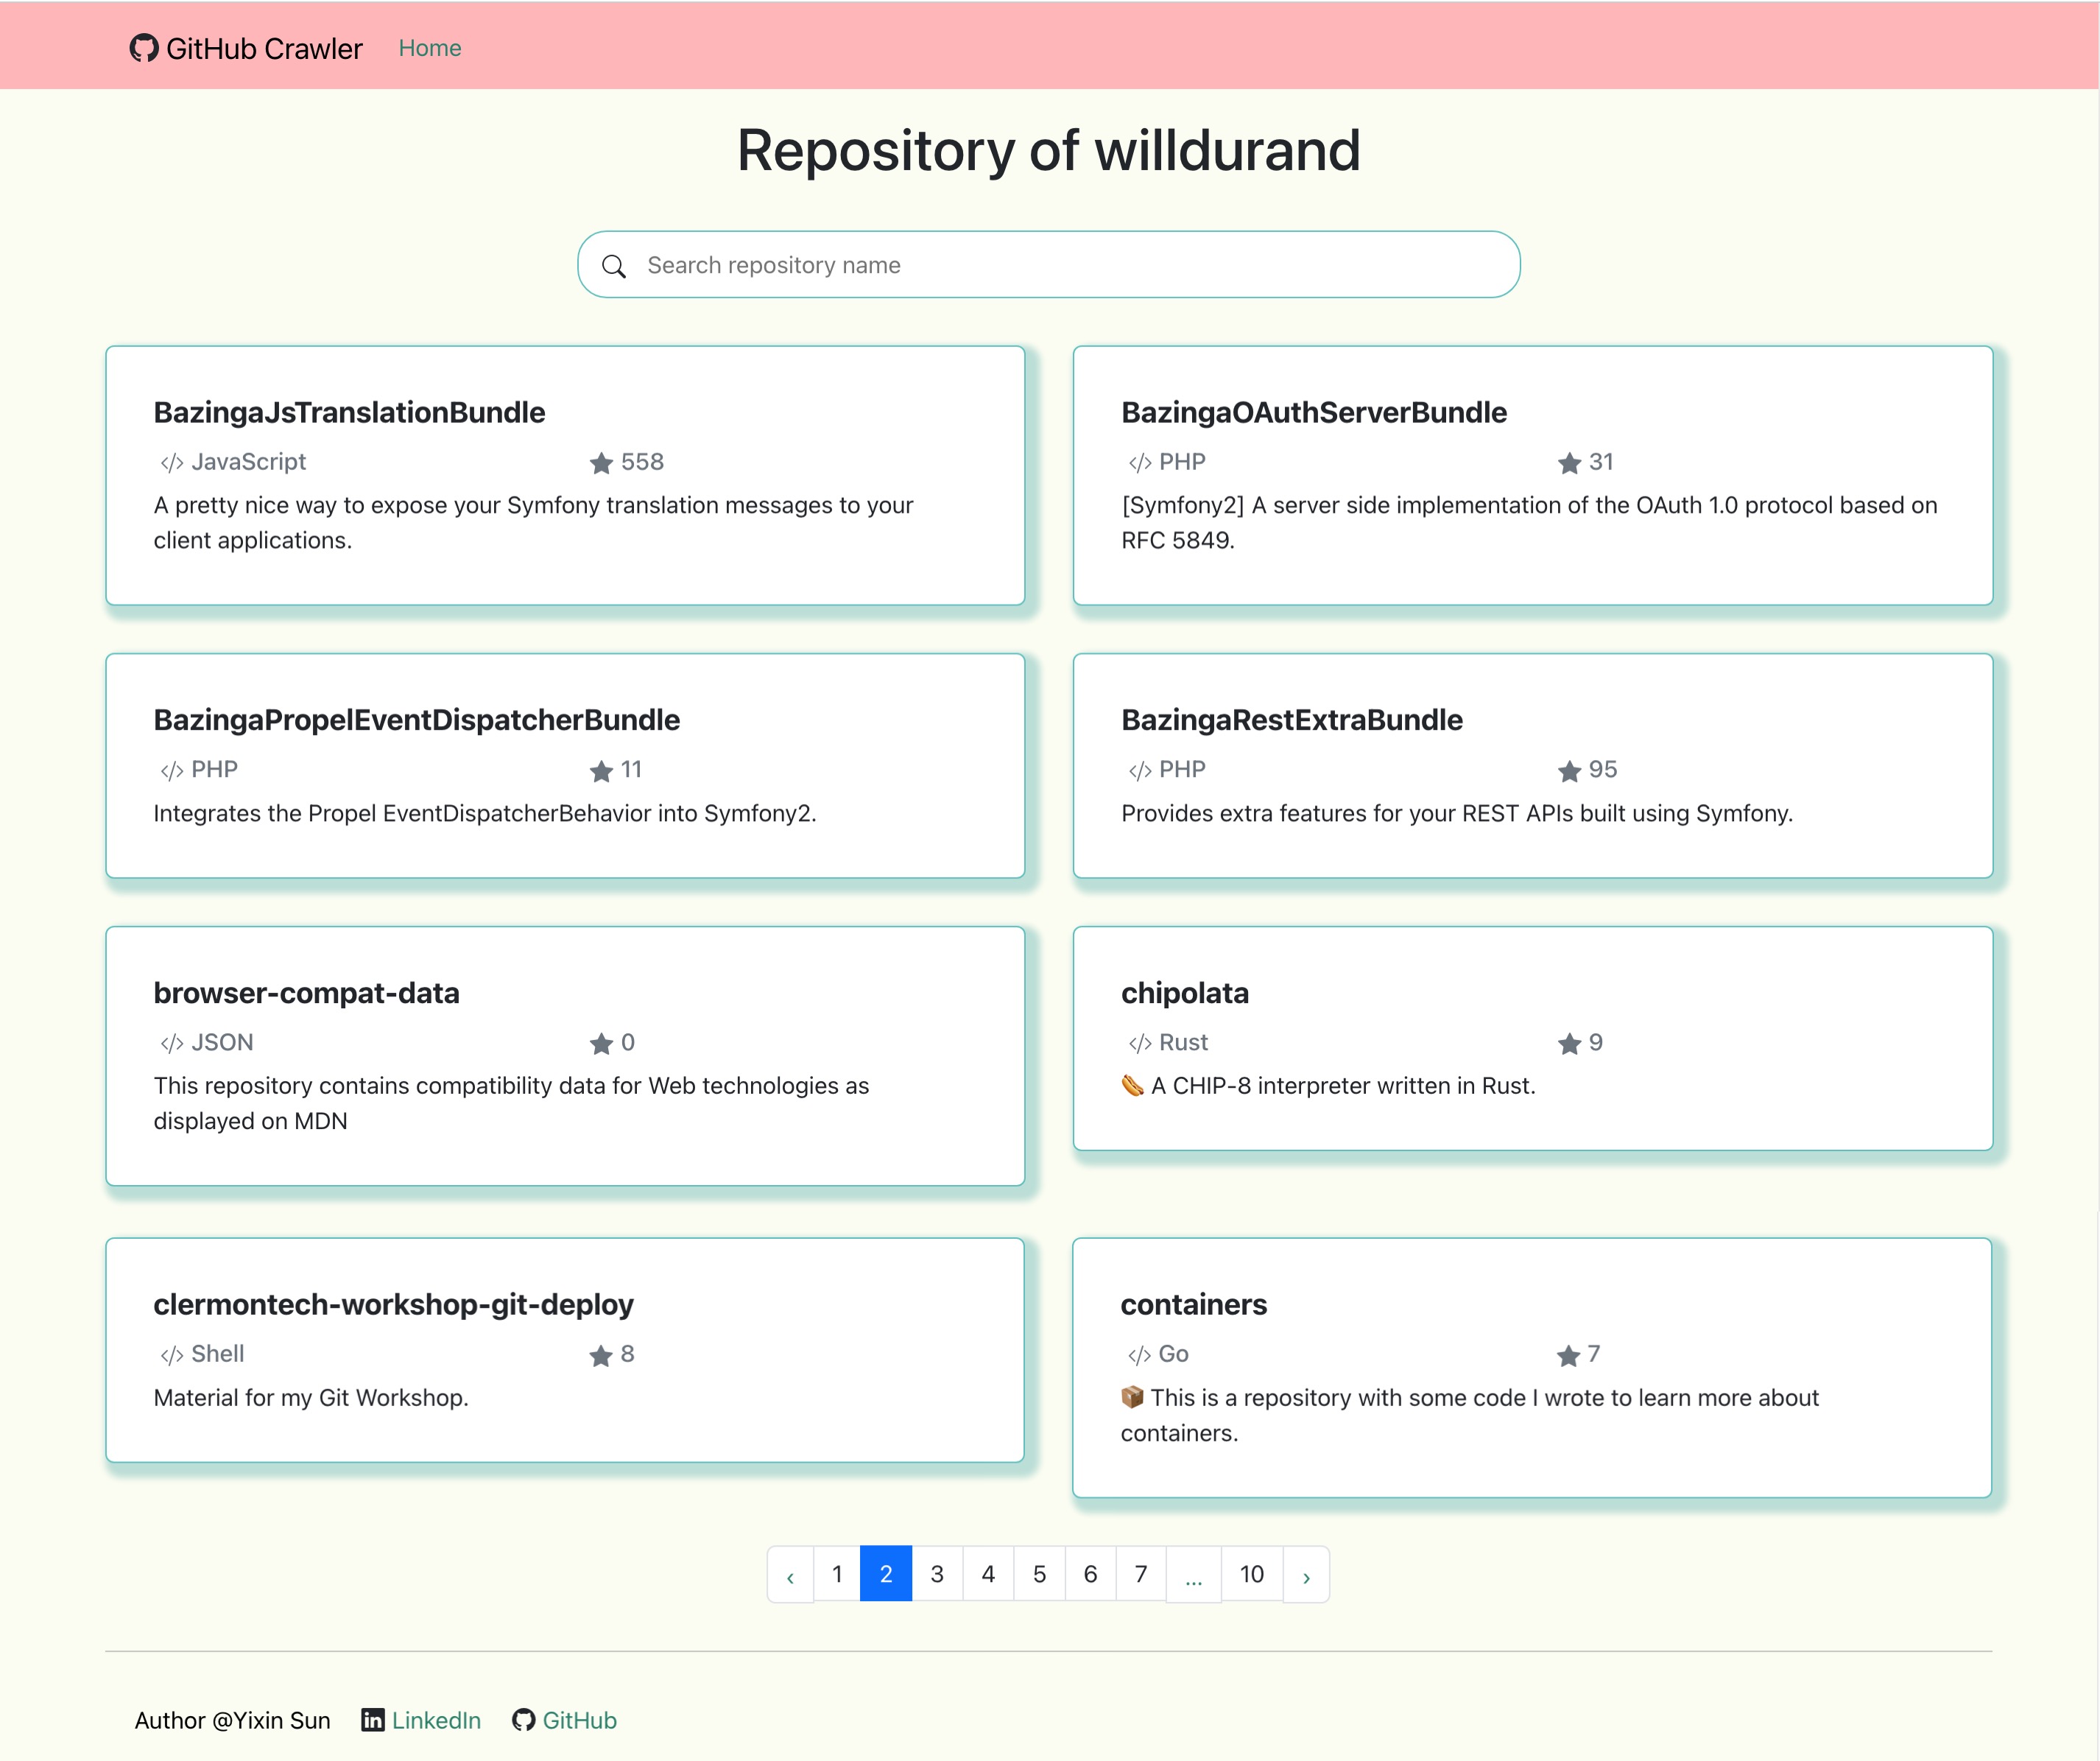 GitHub Crawler Home
Repository of willdurand
Search repository name
BazingaJsTranslationBundle
</> JavaScript ★ 558
A pretty nice way to expose your Symfony translation messages to your
client applications.
BazingaOAuthServerBundle
</> PHP ★ 31
[Symfony2] A server side implementation of the OAuth 1.0 protocol based on
RFC 5849.
BazingaPropelEventDispatcherBundle
</> PHP ★ 11
Integrates the Propel EventDispatcherBehavior into Symfony2.
BazingaRestExtraBundle
</> PHP ★ 95
Provides extra features for your REST APIs built using Symfony.
browser-compat-data
</> JSON ★ 0
This repository contains compatibility data for Web technologies as
displayed on MDN
chipolata
</> Rust ★ 9
🌭 A CHIP-8 interpreter written in Rust.
clermontech-workshop-git-deploy
</> Shell ★ 8
Material for my Git Workshop.
containers
</> Go ★ 7
📦 This is a repository with some code I wrote to learn more about
containers.
‹ 1 2 3 4 5 6 7 ... 10 ›
Author @Yixin Sun LinkedIn GitHub